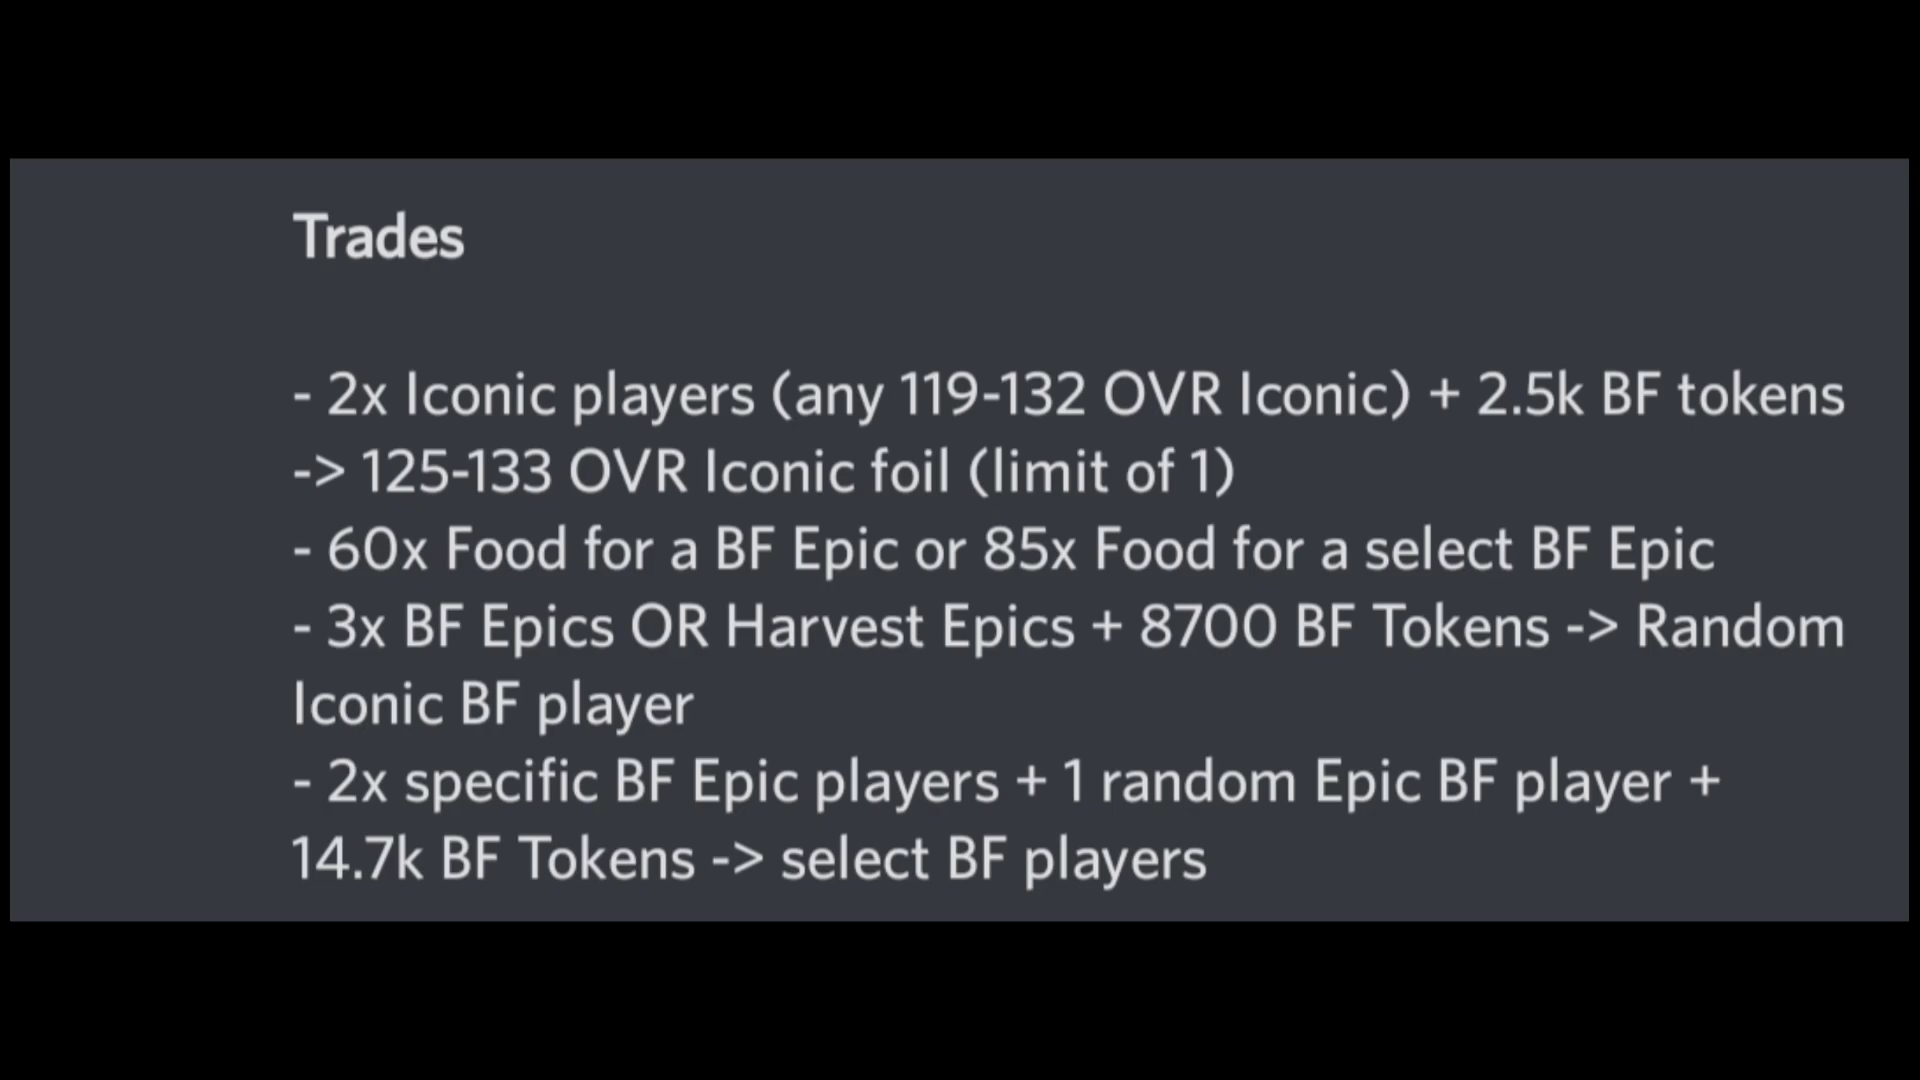 Trades
- 2x Iconic players (any 119-132 OVR Iconic) + 2.5k BF tokens
-> 125-133 OVR Iconic foil (limit of 1)
- 60x Food for a BF Epic or 85x Food for a select BF Epic
- 3x BF Epics OR Harvest Epics + 8700 BF Tokens -> Random
Iconic BF player
- 2x specific BF Epic players + 1 random Epic BF player +
14.7k BF Tokens -> select BF players